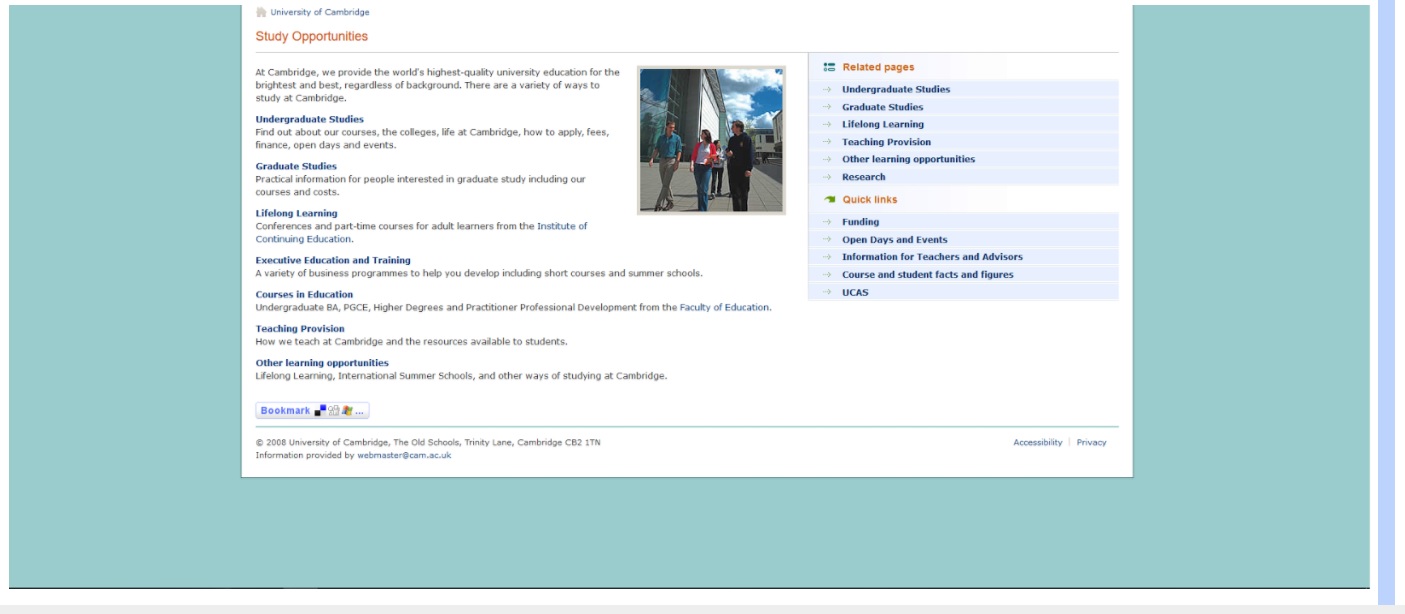 University of Cambridge
Study Opportunities
At Cambridge, we provide the world's highest-quality university education for the
brightest and best, regardless of background. There are a variety of ways to
study at Cambridge.
Undergraduate Studies
Find out about our courses, the colleges, life at Cambridge, how to apply, fees,
finance, open days and events.
Graduate Studies
Practical information for people interested in graduate study including our
courses and costs.
Lifelong Learning
Conferences and part-time courses for adult learners from the Institute of
Continuing Education.
Executive Education and Training
A variety of business programmes to help you develop including short courses and summer schools.
Courses in Education
Undergraduate BA, PGCE, Higher Degrees and Practitioner Professional Development from the Faculty of Education.
Teaching Provision
How we teach at Cambridge and the resources available to students.
Other learning opportunities
Lifelong Learning, International Summer Schools, and other ways of studying at Cambridge.
Bookmark ...
Related pages
Undergraduate Studies
Graduate Studies
Lifelong Learning
Teaching Provision
Other learning opportunities
Research
Quick links
Funding
Open Days and Events
Information for Teachers and Advisors
Course and student facts and figures
UCAS
© 2008 University of Cambridge, The Old Schools, Trinity Lane, Cambridge CB2 1TN
Information provided by webmaster@cam.ac.uk
Accessibility | Privacy